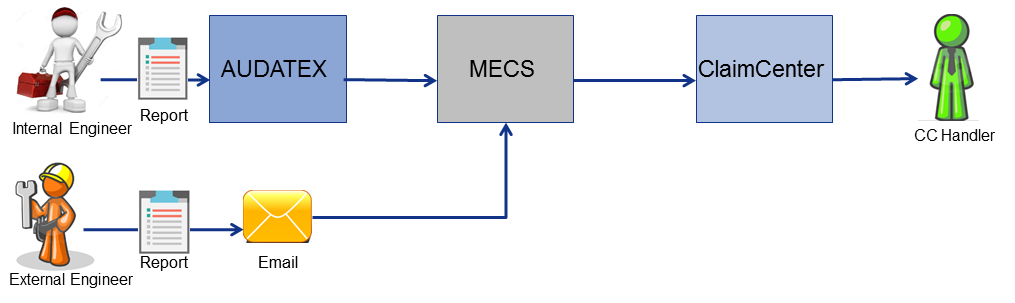 AUDATEX
MECS
ClaimCenter
Internal Engineer
Report
CC Handler
External Engineer
Report
Email